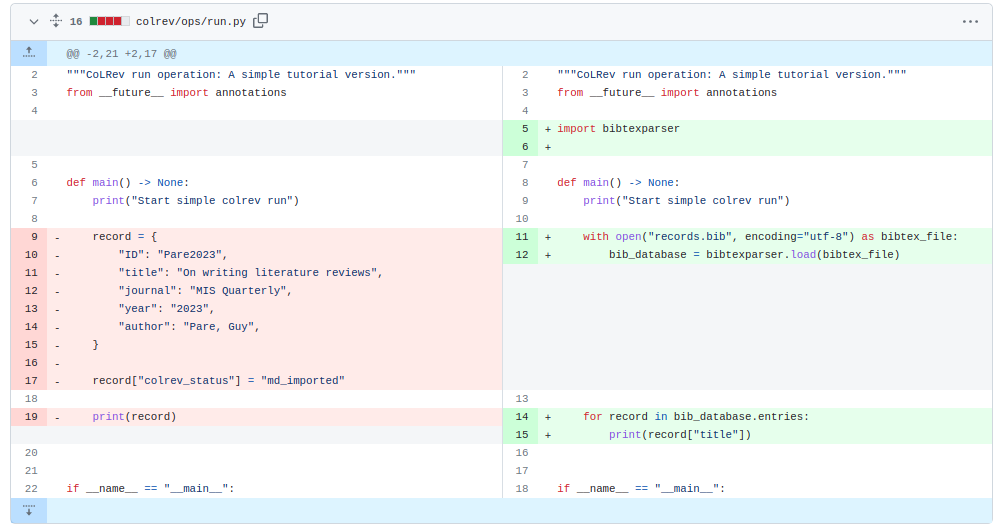 16 colrev/ops/run.py
@@ -2,21 +2,17 @@
2 """CoLRev run operation: A simple tutorial version."""
3 from __future__ import annotations
4
5
6 def main() -> None:
7     print("Start simple colrev run")
8
9 -     record = {
10 -         "ID": "Pare2023",
11 -         "title": "On writing literature reviews",
12 -         "journal": "MIS Quarterly",
13 -         "year": "2023",
14 -         "author": "Pare, Guy",
15 -     }
16 -
17 -     record["colrev_status"] = "md_imported"
18
19 -     print(record)
20
21
22 if __name__ == "__main__":
2 """CoLRev run operation: A simple tutorial version."""
3 from __future__ import annotations
4
5 + import bibtexparser
6 +
7
8 def main() -> None:
9     print("Start simple colrev run")
10
11 +     with open("records.bib", encoding="utf-8") as bibtex_file:
12 +         bib_database = bibtexparser.load(bibtex_file)
13
14 +     for record in bib_database.entries:
15 +         print(record["title"])
16
17
18 if __name__ == "__main__":